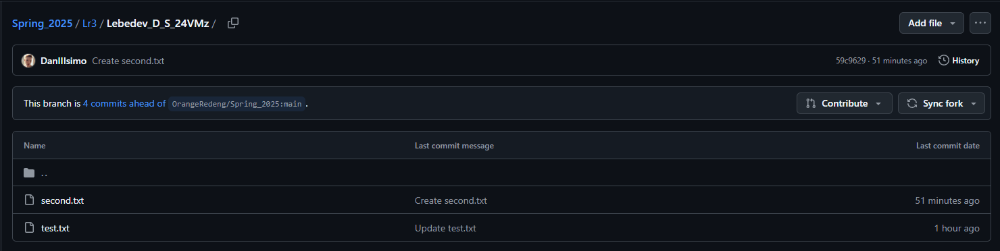 Spring_2025 / Lr3 / Lebedev_D_S_24VMz / Add file
DanIIIsimo Create second.txt 59c9629 · 51 minutes ago History
This branch is 4 commits ahead of OrangeRedeng/Spring_2025:main . Contribute Sync fork
Name Last commit message Last commit date
..
second.txt Create second.txt 51 minutes ago
test.txt Update test.txt 1 hour ago